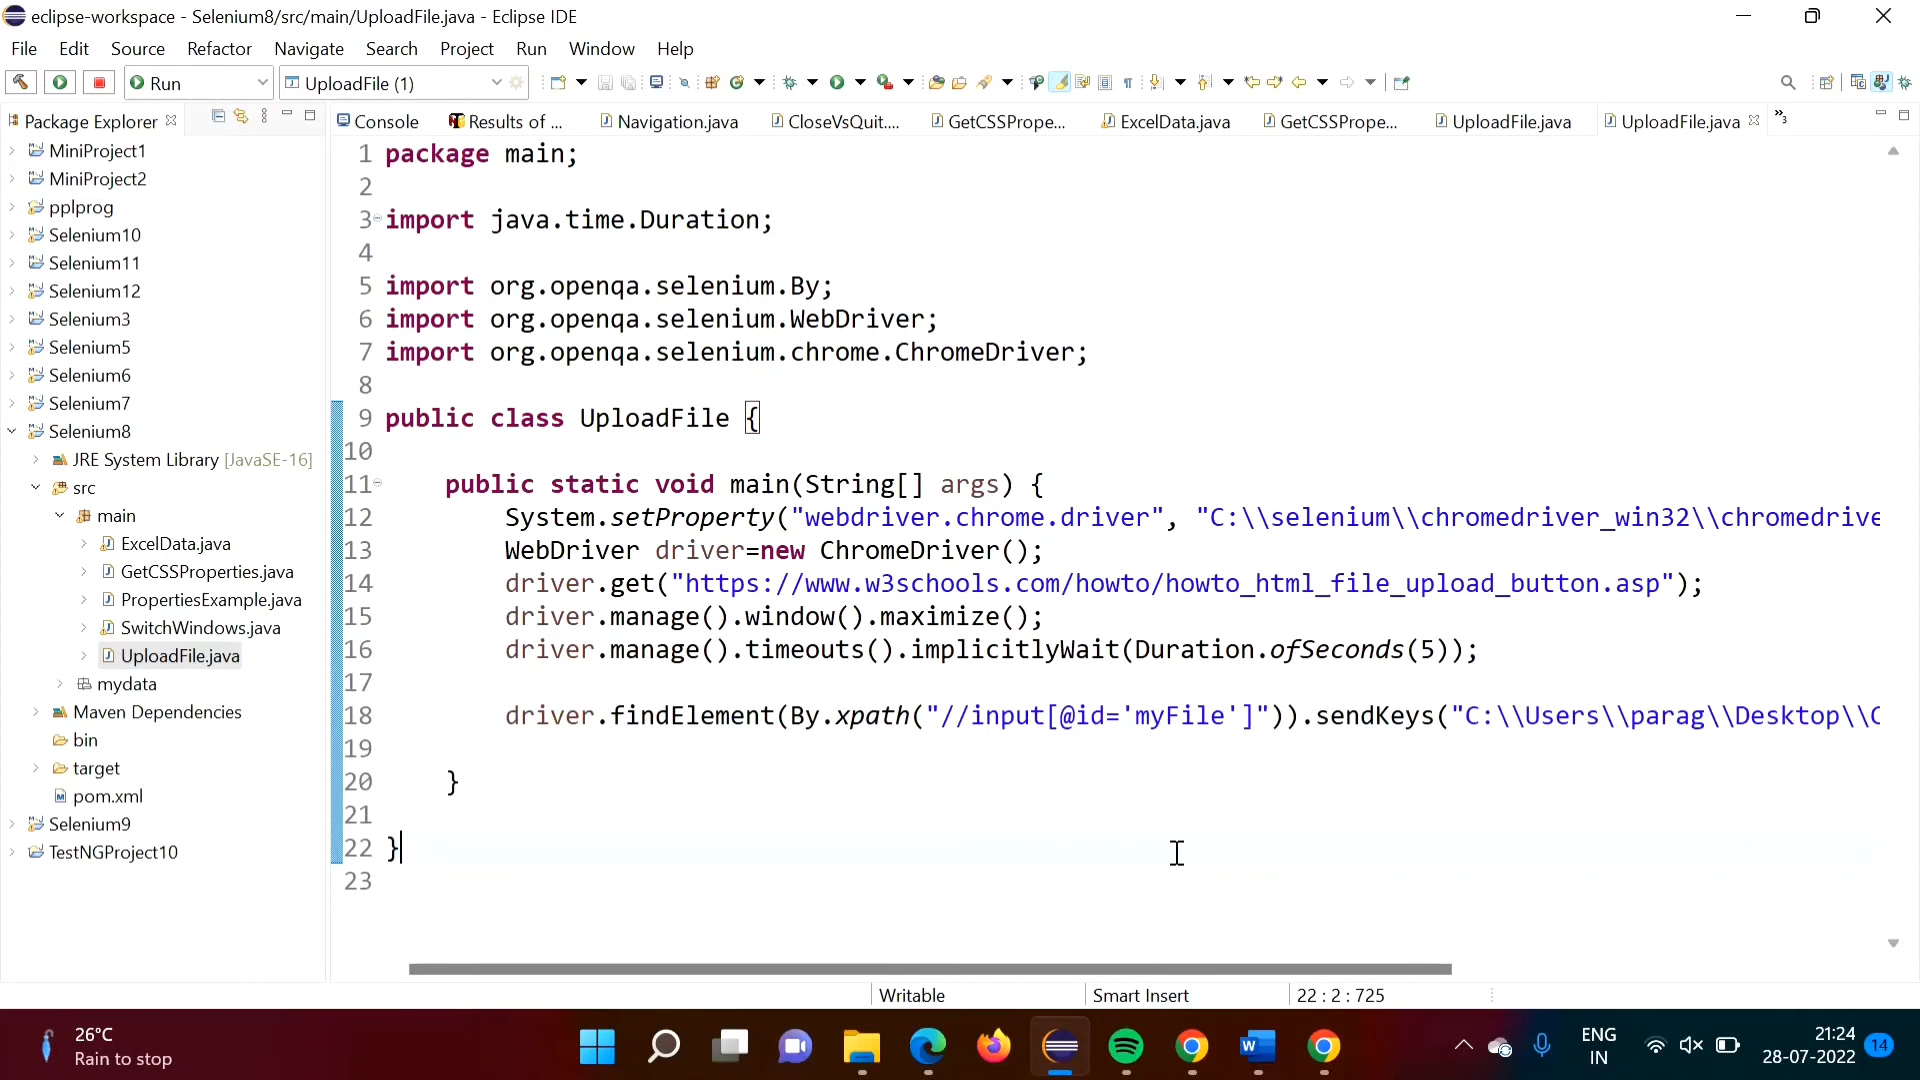 eclipse-workspace - Selenium8/src/main/UploadFile.java - Eclipse IDE
File Edit Source Refactor Navigate Search Project Run Window Help
Run UploadFile (1)
Package Explorer
Console Results of ... Navigation.java CloseVsQuit.... GetCSSPrope... ExcelData.java GetCSSPrope... UploadFile.java UploadFile.java »3
MiniProject1
MiniProject2
pplprog
Selenium10
Selenium11
Selenium12
Selenium3
Selenium5
Selenium6
Selenium7
Selenium8
JRE System Library [JavaSE-16]
src
main
ExcelData.java
GetCSSProperties.java
PropertiesExample.java
SwitchWindows.java
UploadFile.java
mydata
Maven Dependencies
bin
target
pom.xml
Selenium9
TestNGProject10
1 package main;
2
3 import java.time.Duration;
4
5 import org.openqa.selenium.By;
6 import org.openqa.selenium.WebDriver;
7 import org.openqa.selenium.chrome.ChromeDriver;
8
9 public class UploadFile {
10
11 public static void main(String[] args) {
12 System.setProperty("webdriver.chrome.driver", "C:\\selenium\\chromedriver_win32\\chromedrive
13 WebDriver driver=new ChromeDriver();
14 driver.get("https://www.w3schools.com/howto/howto_html_file_upload_button.asp");
15 driver.manage().window().maximize();
16 driver.manage().timeouts().implicitlyWait(Duration.ofSeconds(5));
17
18 driver.findElement(By.xpath("//input[@id='myFile']")).sendKeys("C:\\Users\\parag\\Desktop\\
19
20 }
21
22 }
23
Writable Smart Insert 22 : 2 : 725
26°C
Rain to stop
ENG
IN
21:24
28-07-2022
14